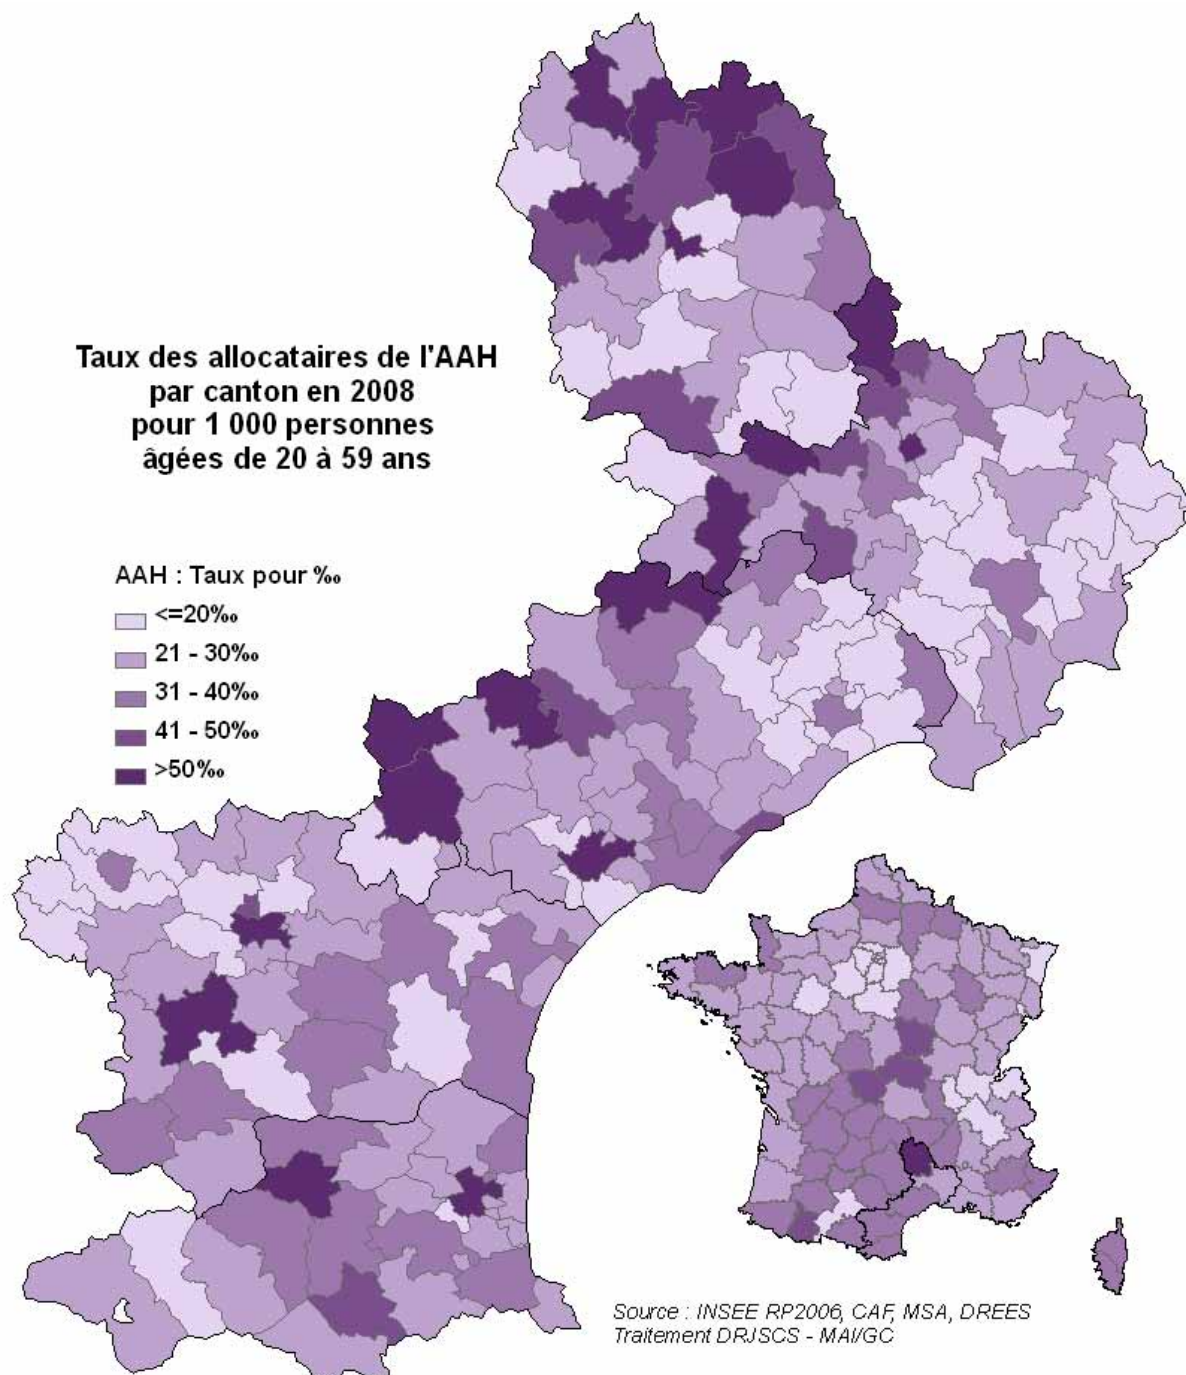 Taux des allocataires de l'AAH
par canton en 2008
pour 1 000 personnes
âgées de 20 à 59 ans
AAH : Taux pour ‰
<=20‰
21 - 30‰
31 - 40‰
41 - 50‰
>50‰
Source : INSEE RP2006, CAF, MSA, DREES
Traitement DRJSCS - MAI/GC